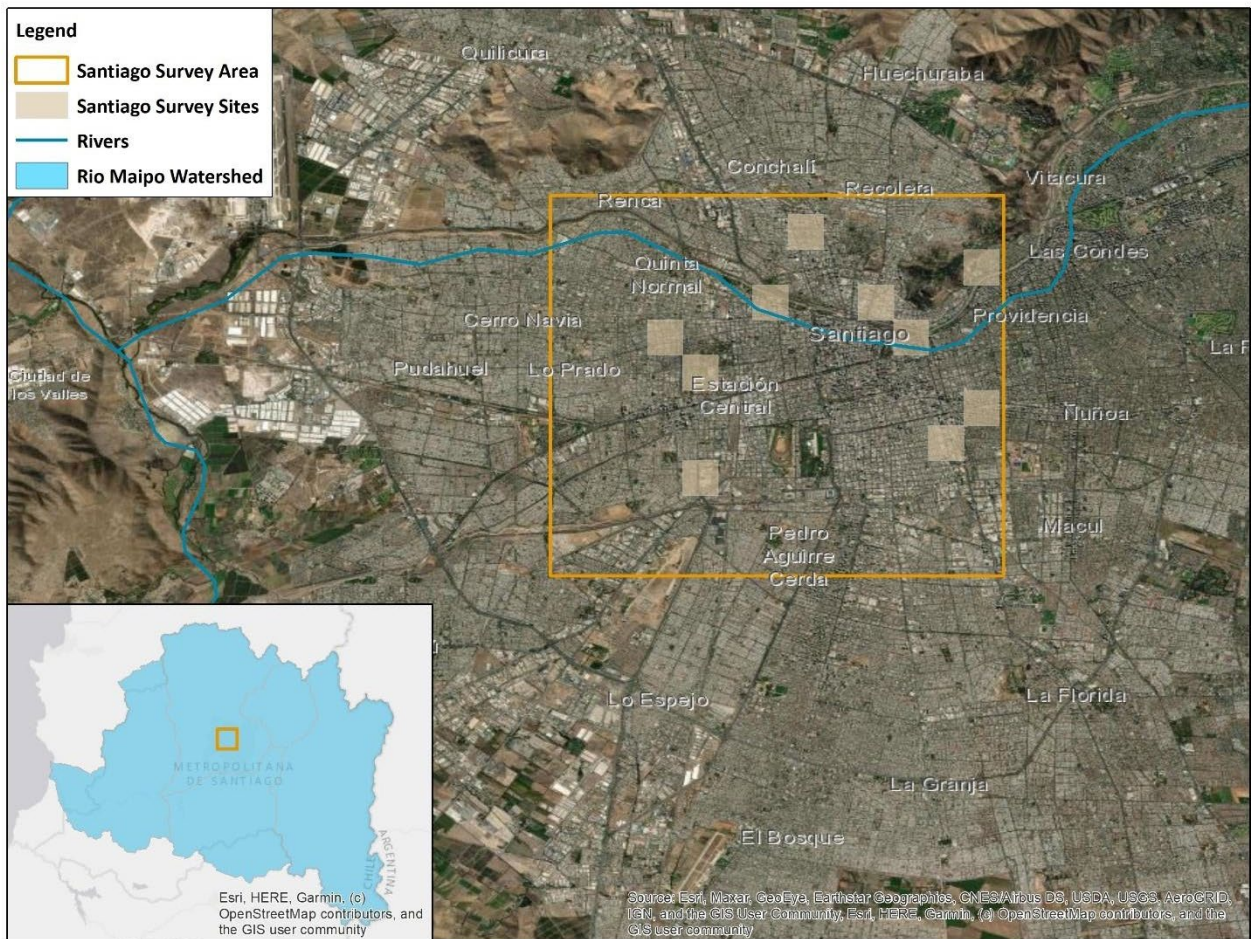 Legend
Santiago Survey Area
Santiago Survey Sites
Rivers
Rio Maipo Watershed
Quilicura
Huechuraba
Conchalí
Recolera
Vitacura
Renca
Las Condes
Quinta
Normal
Cerro Navia
Santiago
Providencia
La F
Pudahuel
Lo Prado
Ciudad de
los Valles
Estación
Central
Ñuñoa
Macul
Pedro
Aguirre
Cerda
ú
Lo Espejo
La Florida
La Granja
El Bosque
METROPOLITANA
DE SANTIAGO
CHILE
ARGENTINA
Esri, HERE, Garmin, (c)
OpenStreetMap contributors, and
the GIS user community
Source: Esri, Maxar, GeoEye, Earthstar Geographics, CNES/Airbus DS, USDA, USGS, AeroGRID,
IGN, and the GIS User Community, Esri, HERE, Garmin, (c) OpenStreetMap contributors, and the
GIS user community